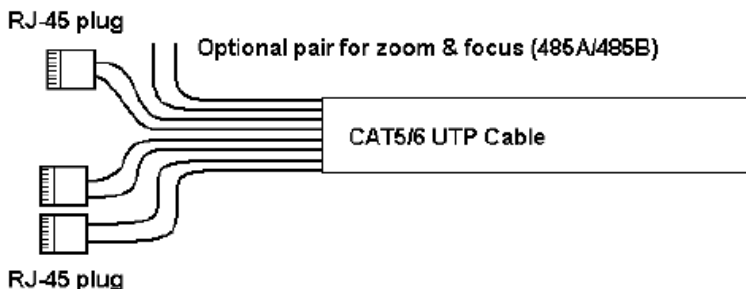 RJ-45 plug
Optional pair for zoom & focus (485A/485B)
CAT5/6 UTP Cable
RJ-45 plug